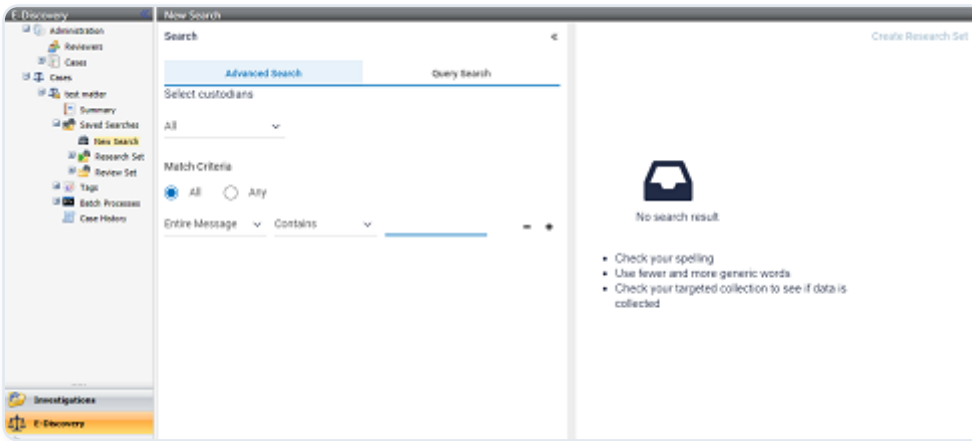 E-Discovery
Administration
Reviewers
Cases
Cases
test matter
Summary
Saved Searches
New Search
Research Set
Review Set
Tags
Batch Processes
Case History
Investigations
E-Discovery
New Search
Search
Advanced Search Query Search
Select custodians
All
Match Criteria
All Any
Entire Message Contains
Create Research Set
No search result
• Check your spelling
• Use fewer and more generic words
• Check your targeted collection to see if data is
collected